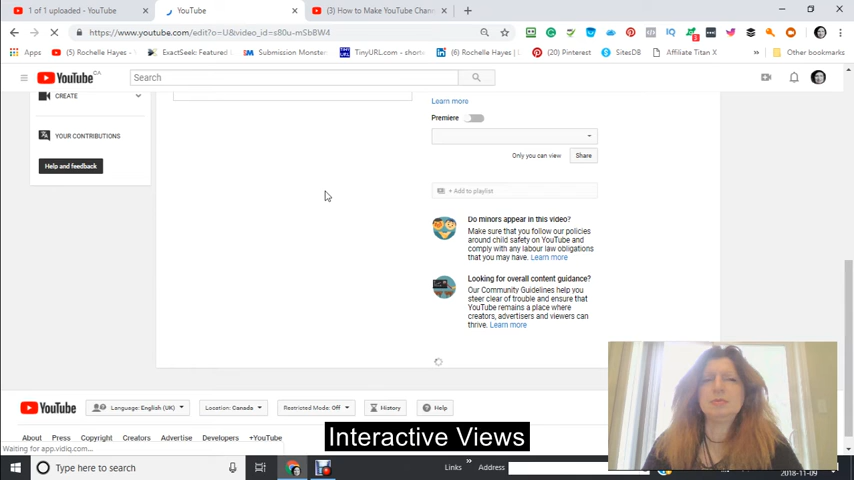 1 of 1 uploaded - YouTube
YouTube
(3) How to Make YouTube Chann
https://www.youtube.com/edit?o=U&video_id=s80u-mSbBW4
Apps
(5) Rochelle Hayes -
ExactSeek: Featured
Submission Monster
TinyURL.com - shorte
(20) Pinterest
SitesDB
Affiliate Titan X
Other bookmarks
YouTube CA
Search
CREATE
YOUR CONTRIBUTIONS
Help and feedback
Learn more
Premiere
Only you can view
Share
+ Add to playlist
Do minors appear in this video?
Make sure that you follow our policies
around child safety on YouTube and
comply with any labour law obligations
that you may have. Learn more
Looking for overall content guidance?
Our Community Guidelines help you
steer clear of trouble and ensure that
YouTube remains a place where
creators, advertisers and viewers can
thrive. Learn more
YouTube
Language: English (UK)
Location: Canada
Restricted Mode: Off
History
Help
About Press Copyright Creators Advertise Developers +YouTube
Interactive Views
Waiting for app.vidiq.com...
Type here to search
Links
Address
2018-11-09